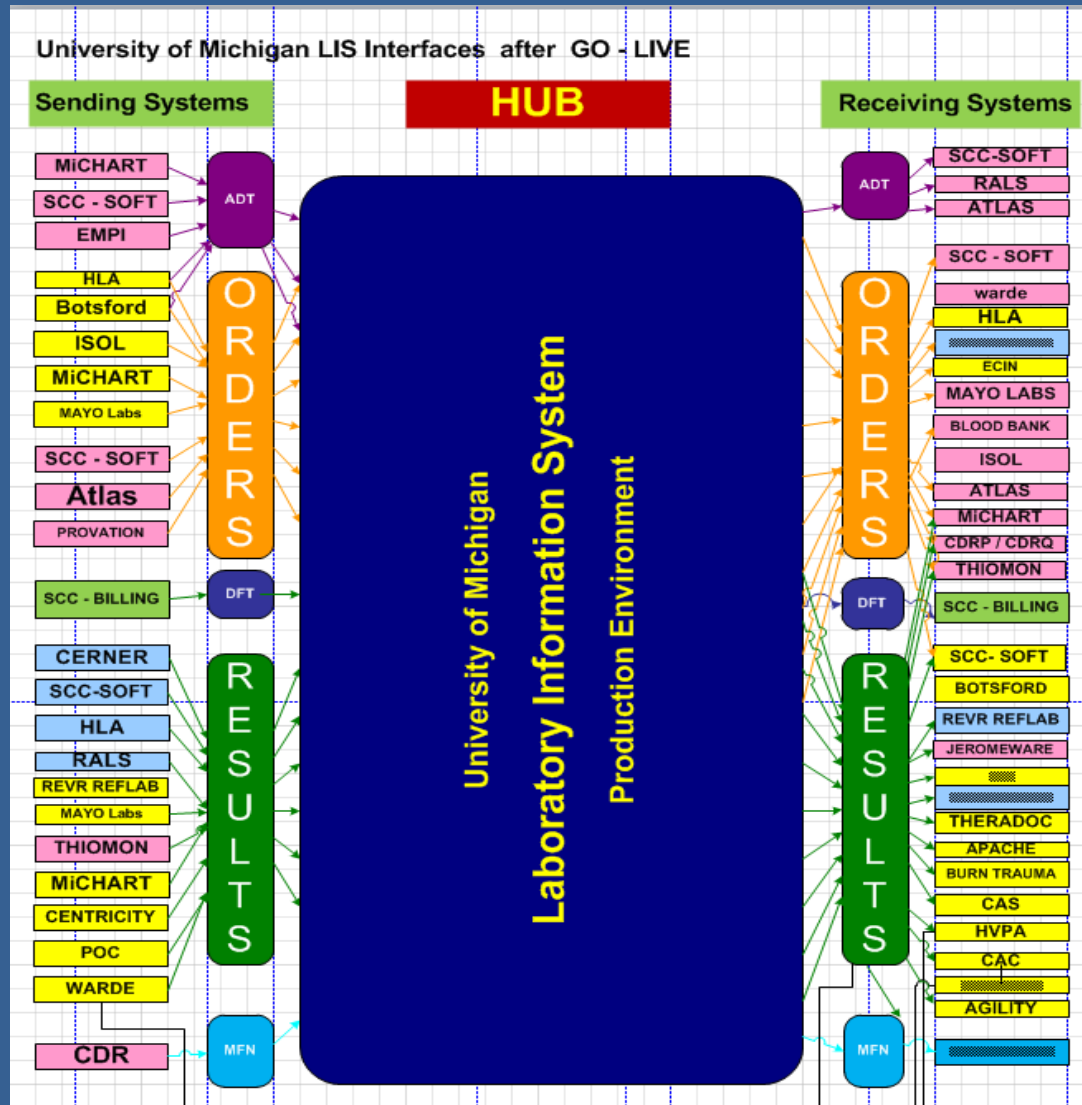 University of Michigan LIS Interfaces after GO - LIVE
Sending Systems
HUB
Receiving Systems
MiCHART
SCC - SOFT
EMPI
HLA
Botsford
ISOL
MiCHART
MAYO Labs
SCC - SOFT
Atlas
PROVATION
SCC - BILLING
CERNER
SCC-SOFT
HLA
RALS
REVR REFLAB
MAYO Labs
THIOMON
MiCHART
CENTRICITY
POC
WARDE
CDR
ADT
ORDERS
DFT
RESULTS
MFN
University of Michigan
Laboratory Information System
Production Environment
ADT
ORDERS
DFT
RESULTS
MFN
SCC-SOFT
RALS
ATLAS
SCC - SOFT
warde
HLA
ECIN
MAYO LABS
BLOOD BANK
ISOL
ATLAS
MiCHART
CDRP / CDRQ
THIOMON
SCC - BILLING
SCC- SOFT
BOTSFORD
REVR REFLAB
JEROMEWARE
THERADOC
APACHE
BURN TRAUMA
CAS
HVPA
CAC
AGILITY